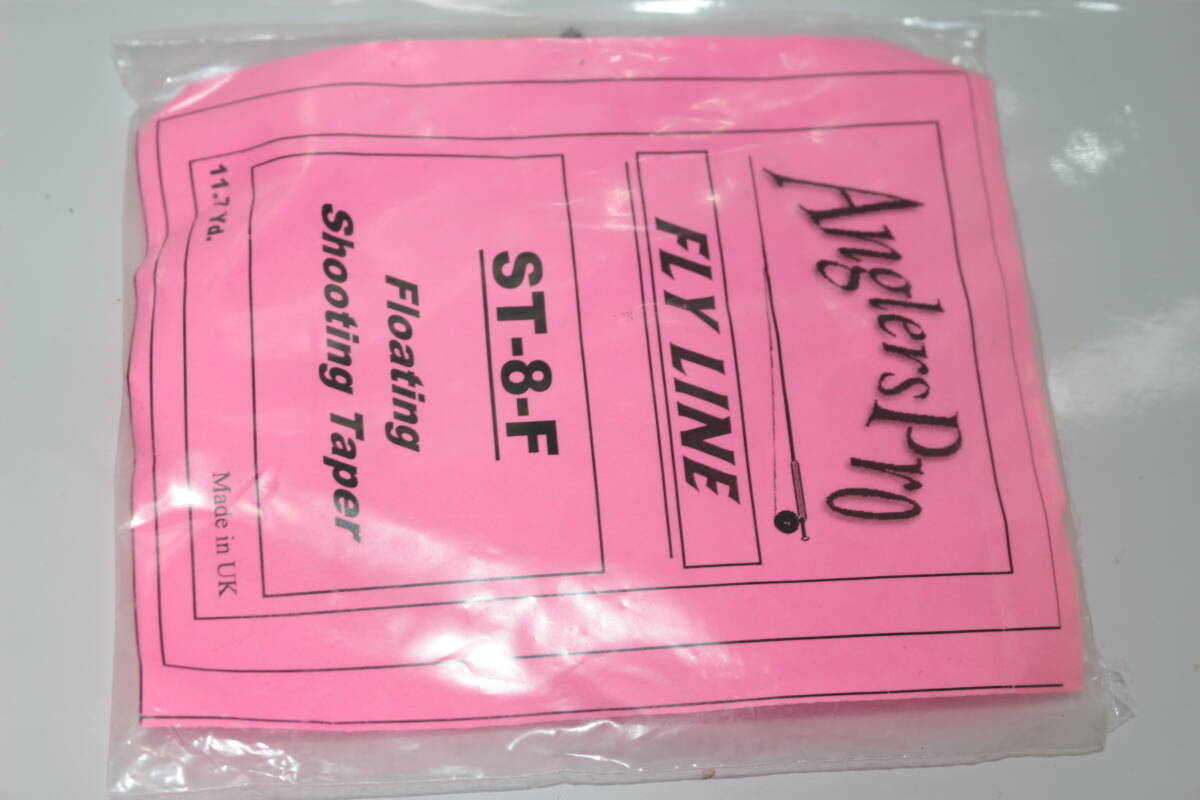 AnglersPro
FLY LINE
ST-8-F
Floating
Shooting Taper
11.7 Yd. Made in UK